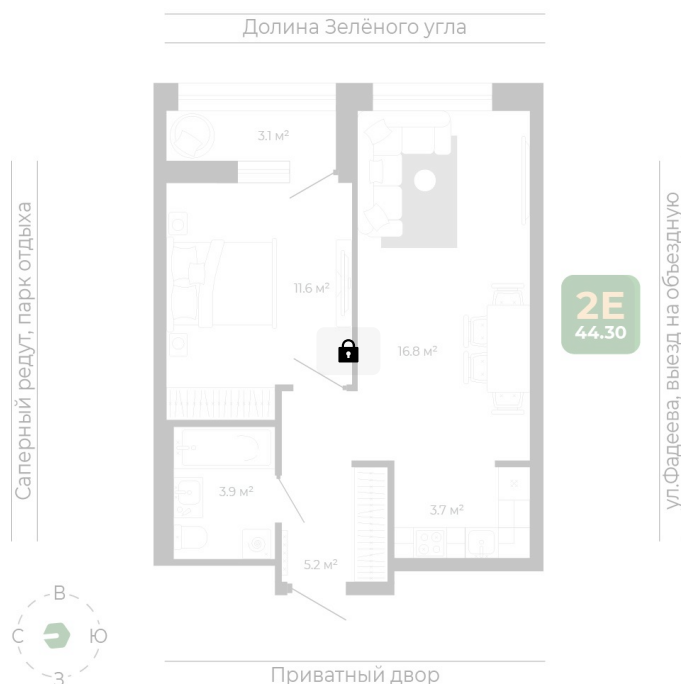 Долина Зелёного угла
3.1 м²
Саперный редут, парк отдыха
ул.Фадеева, выезд на объездную
11.6 м²
2E
44.30
16.8 м²
3.9 м²
3.7 м²
5.2 м²
В
С
Ю
З
Приватный двор